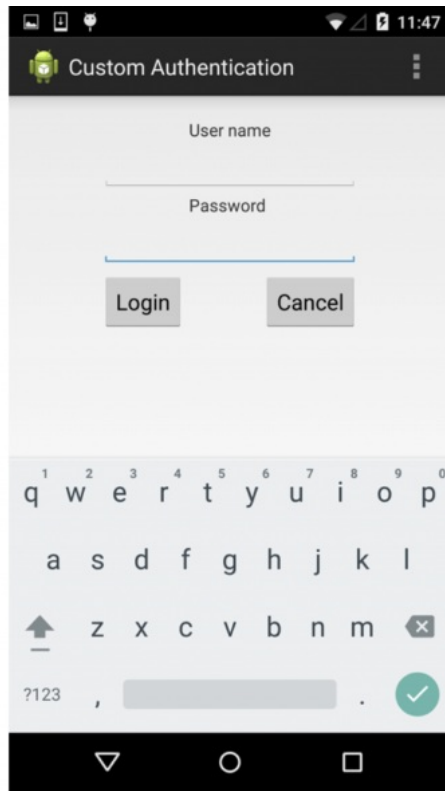 11:47
Custom Authentication
User name
Password
Login Cancel
1 2 3 4 5 6 7 8 9 0
q w e r t y u i o p
a s d f g h j k l
z x c v b n m
?123 , .